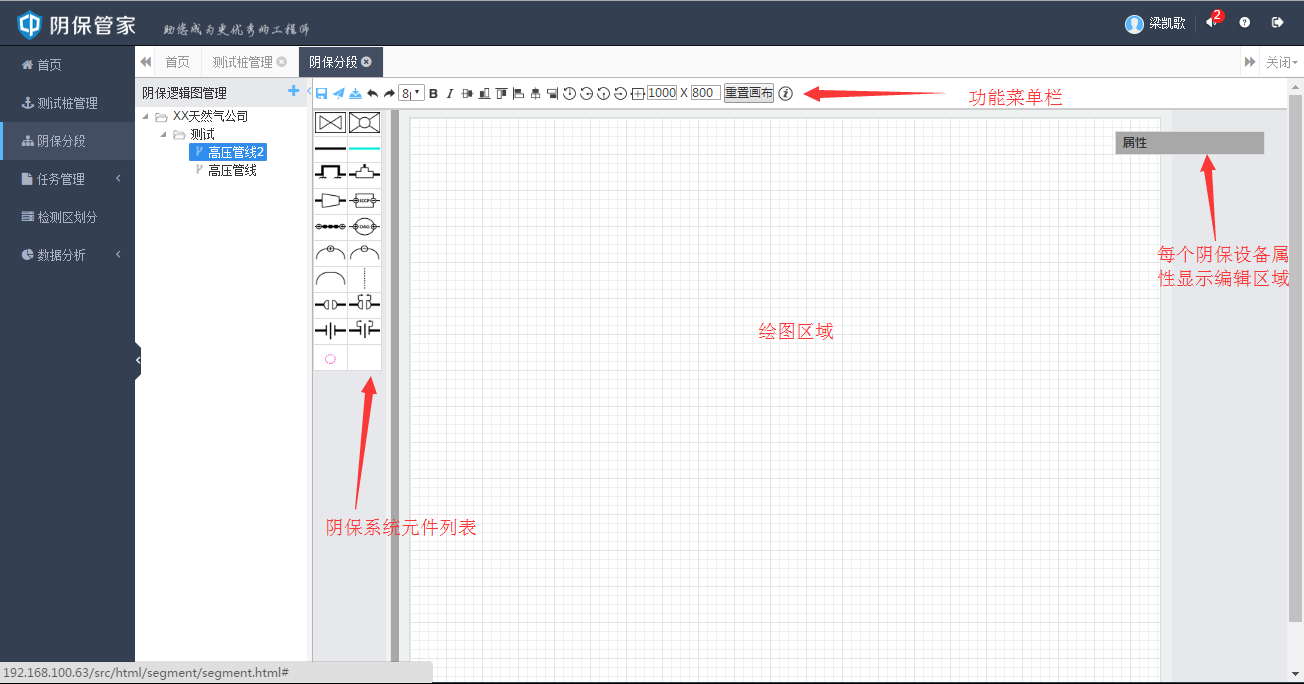 阴保管家
助您成为更优秀的工程师
梁凯歌
2
首页
测试桩管理
阴保分段
任务管理
检测区划分
数据分析
首页
测试桩管理
阴保分段
关闭
阴保逻辑图管理
XX天然气公司
测试
高压管线2
高压管线
8
B
I
1000 X 800
重置画布
功能菜单栏
属性
每个阴保设备属
性显示编辑区域
绘图区域
阴保系统元件列表
192.168.100.63/src/html/segment/segment.html#